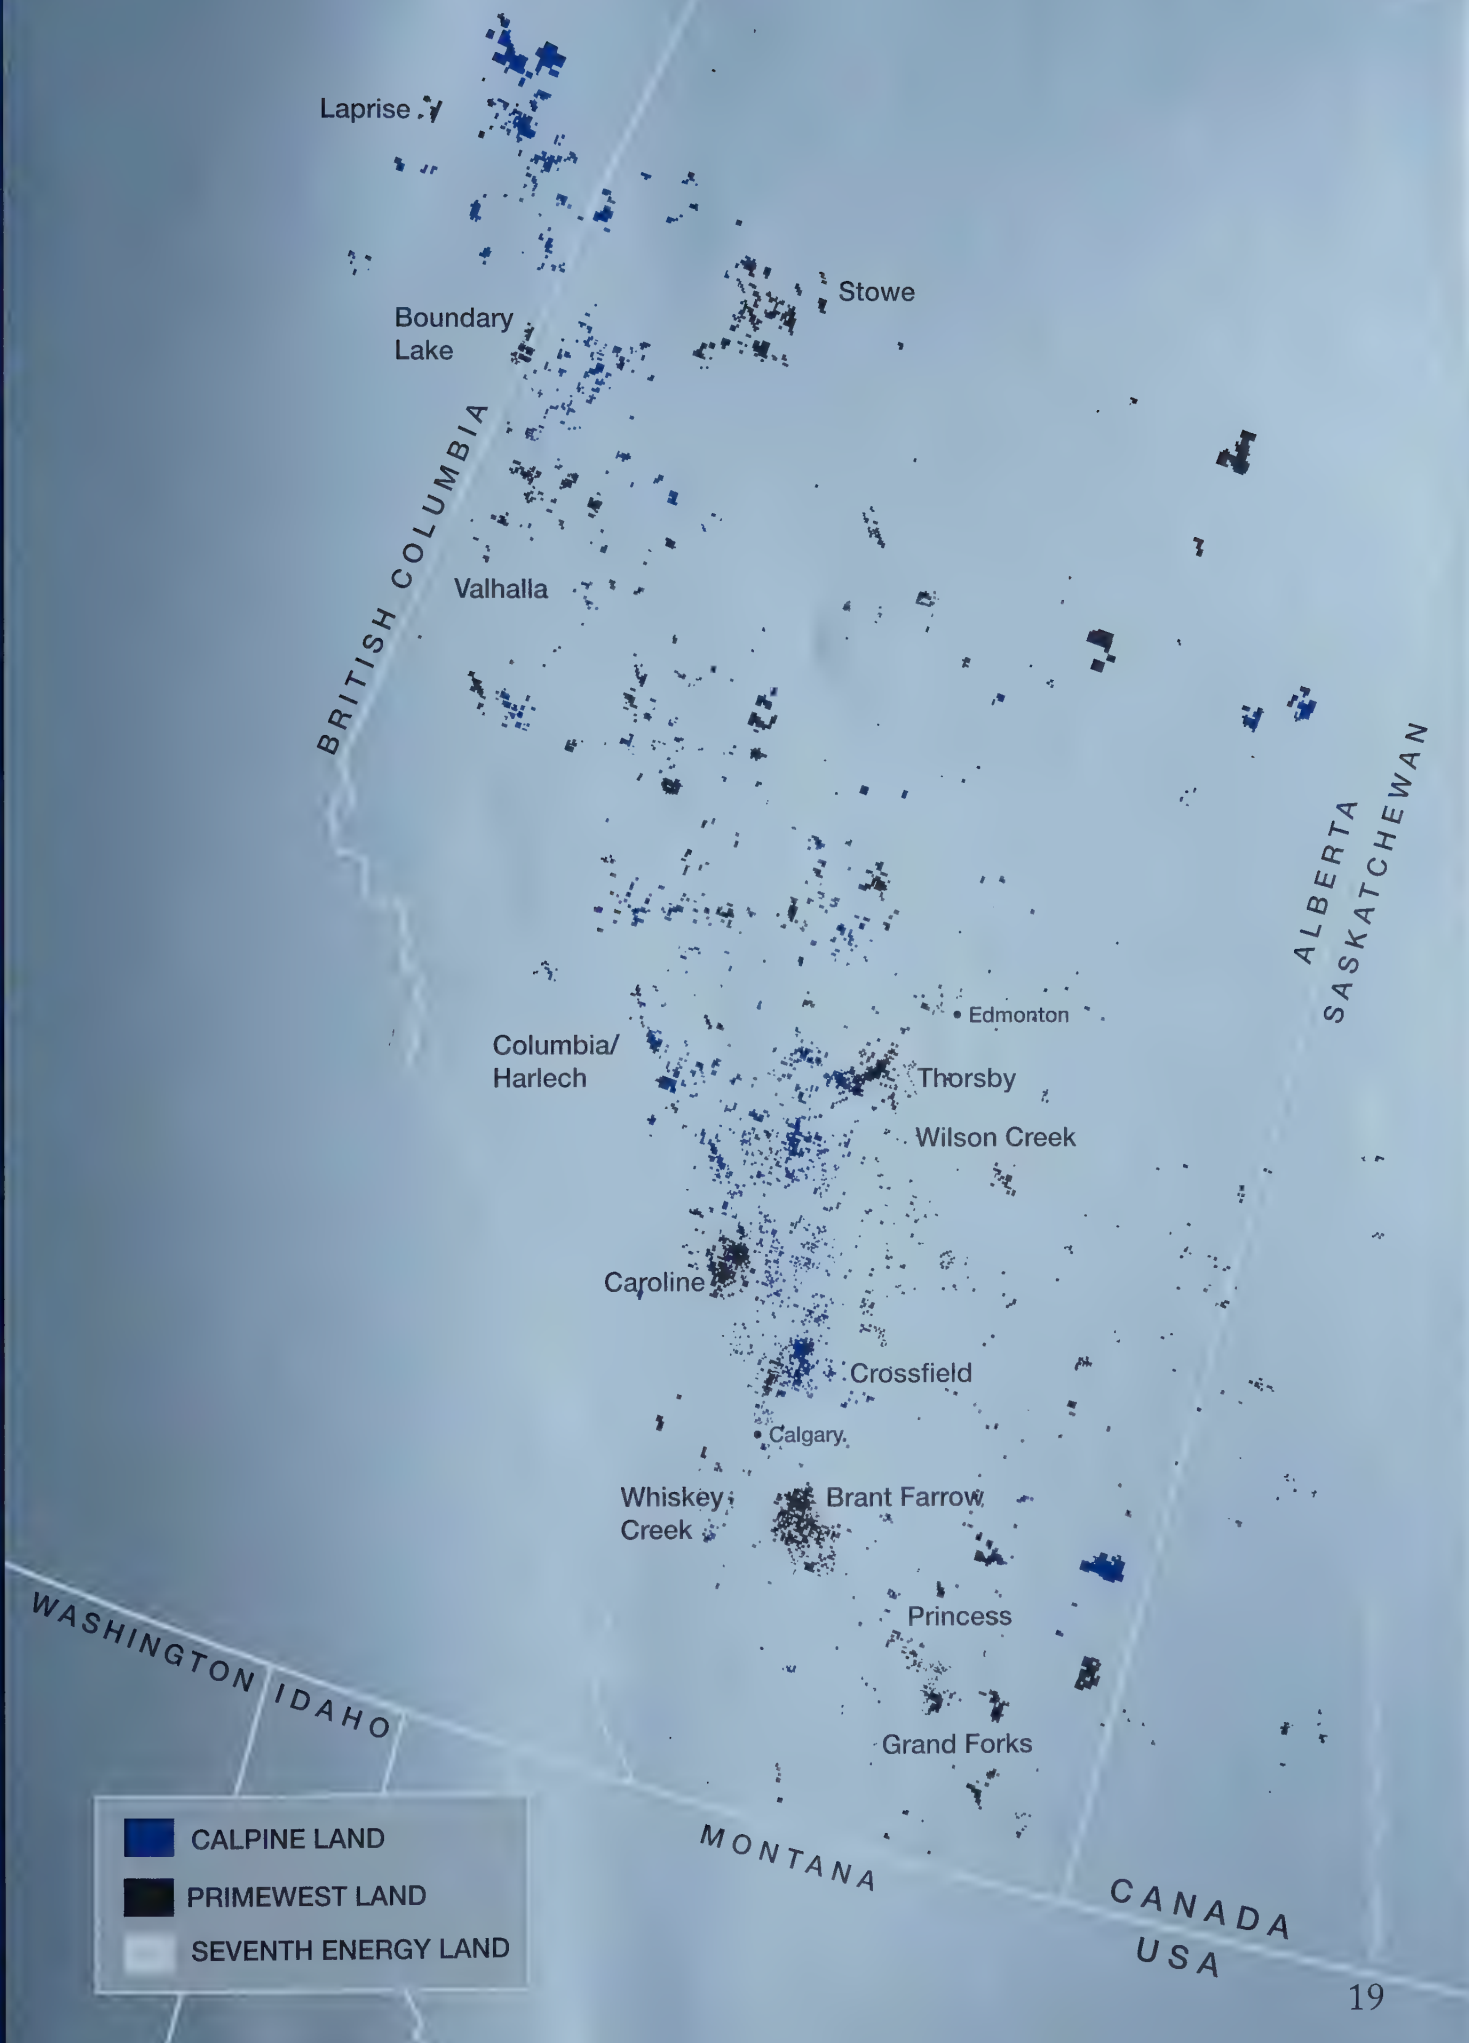 Laprise
Stowe
Boundary
Lake
BRITISH COLUMBIA
Valhalla
ALBERTA
SASKATCHEWAN
Edmonton
Columbia/
Harlech
Thorsby
Wilson Creek
Caroline
Crossfield
Calgary
Whiskey
Creek
Brant Farrow
Princess
Grand Forks
WASHINGTON
IDAHO
MONTANA
CANADA
USA
CALPINE LAND
PRIMEWEST LAND
SEVENTH ENERGY LAND
19